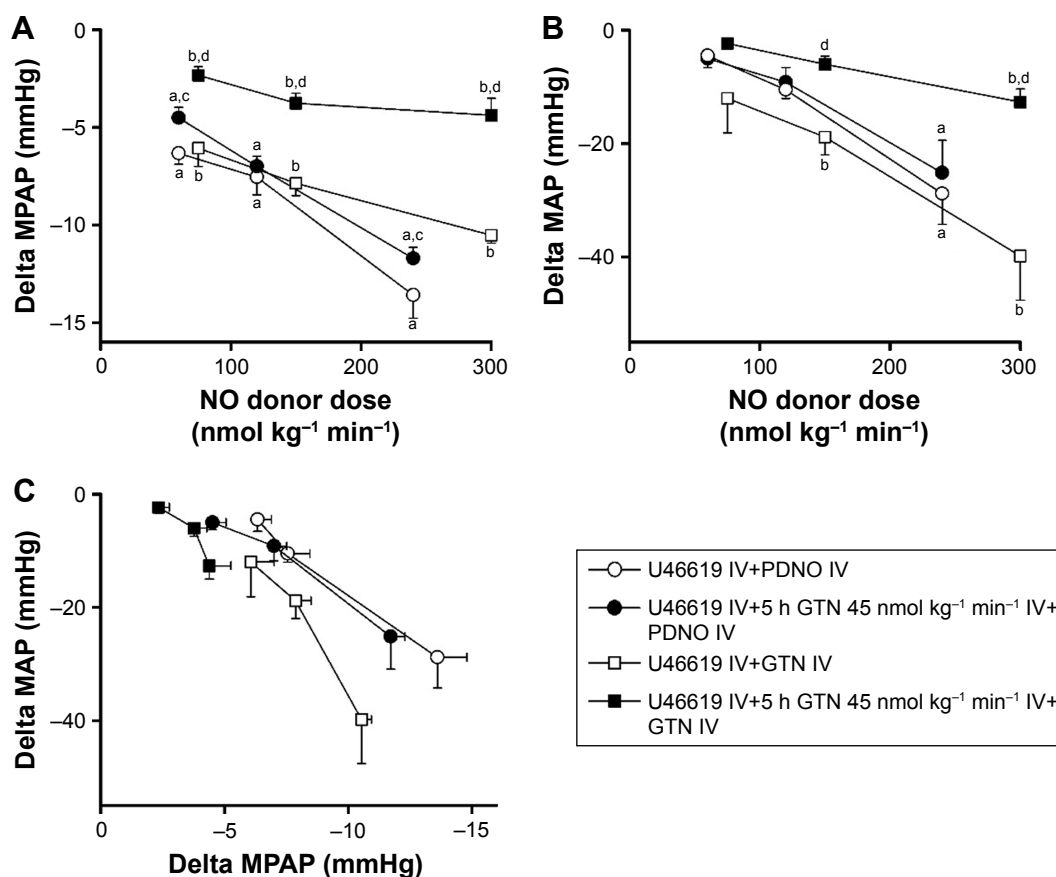 A
Delta MPAP (mmHg)
0
–5
–10
–15
b,d
b,d
b,d
a,c
a
b
a
a
b
a,c
b
a
0
100
200
300
NO donor dose
(nmol kg⁻¹ min⁻¹)
B
Delta MAP (mmHg)
0
–20
–40
d
b,d
b
a
a
b
0
100
200
300
NO donor dose
(nmol kg⁻¹ min⁻¹)
C
Delta MAP (mmHg)
0
–20
–40
0
–5
–10
–15
Delta MPAP (mmHg)
U46619 IV+PDNO IV
U46619 IV+5 h GTN 45 nmol kg⁻¹ min⁻¹ IV+
PDNO IV
U46619 IV+GTN IV
U46619 IV+5 h GTN 45 nmol kg⁻¹ min⁻¹ IV+
GTN IV